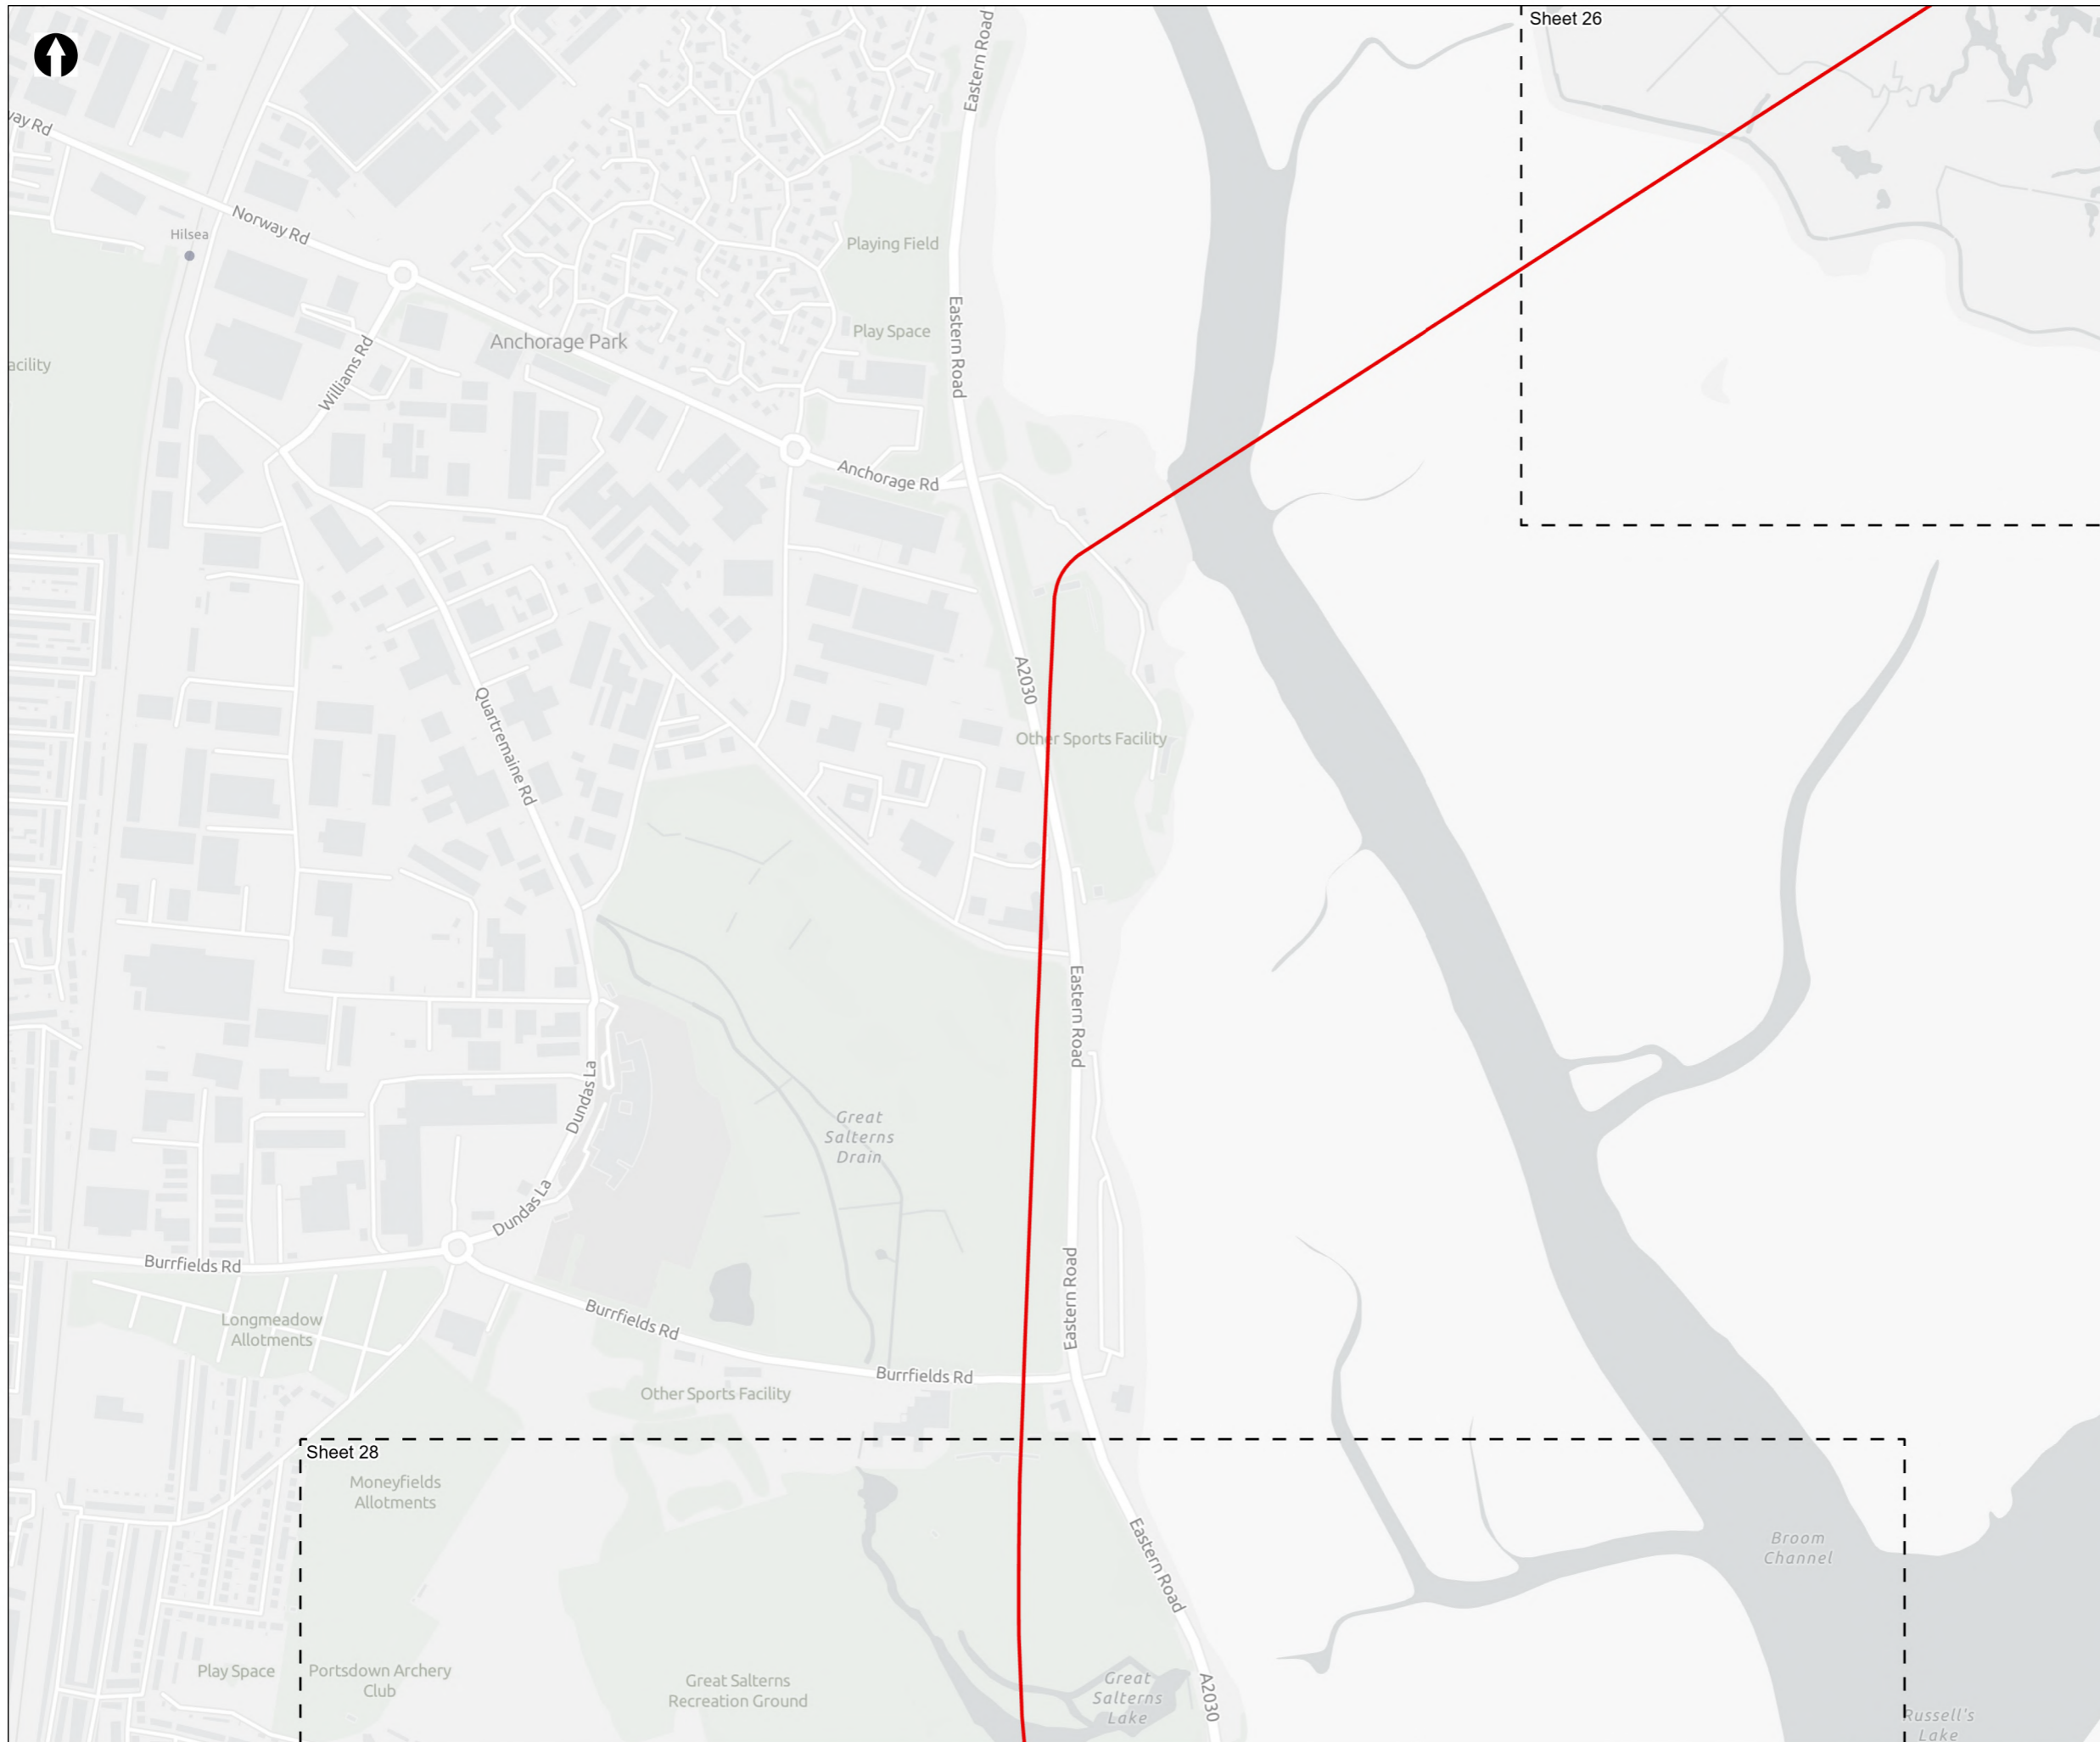 Sheet 26
Eastern Road
way Rd
Norway Rd
Hilsea
Playing Field
Eastern Road
Play Space
Anchorage Park
acility
Williams Rd
Anchorage Rd
A2030
Quartremaine Rd
Other Sports Facility
Eastern Road
Dundas La
Great
Salterns
Drain
Dundas La
Burrfields Rd
Eastern Road
Longmeadow
Allotments
Burrfields Rd
Burrfields Rd
Other Sports Facility
Sheet 28
Moneyfields
Allotments
Eastern Road
Broom
Channel
Play Space
Portsdown Archery
Club
Great Salterns
Recreation Ground
Great
Salterns
Lake
A2030
Russell's
Lake